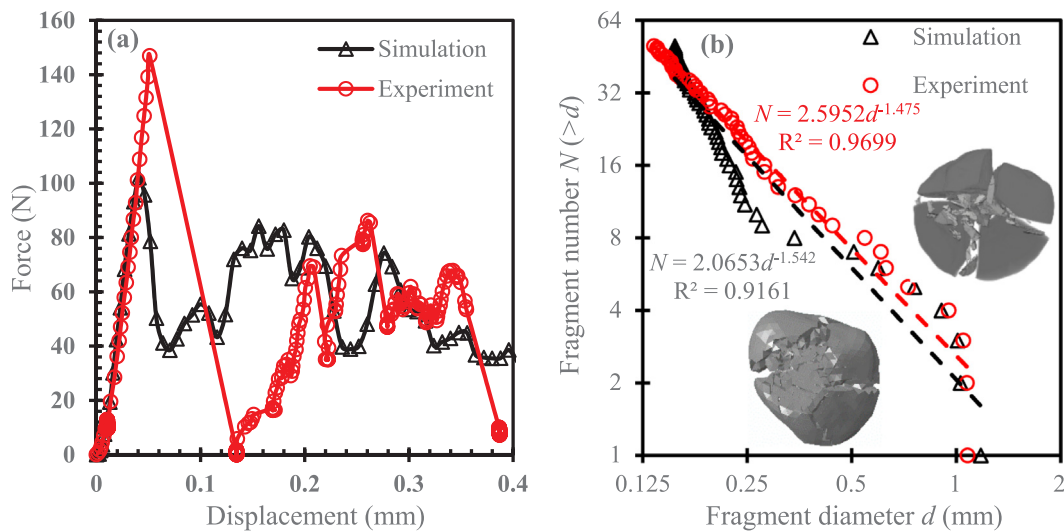 (a)
Simulation
Experiment
Force (N)
160
140
120
100
80
60
40
20
0
0 0.1 0.2 0.3 0.4
Displacement (mm)
(b)
Simulation
Experiment
N = 2.5952d-1.475
R² = 0.9699
N = 2.0653d-1.542
R² = 0.9161
Fragment number N (>d)
64
32
16
8
4
2
1
0.125 0.25 0.5 1 2
Fragment diameter d (mm)